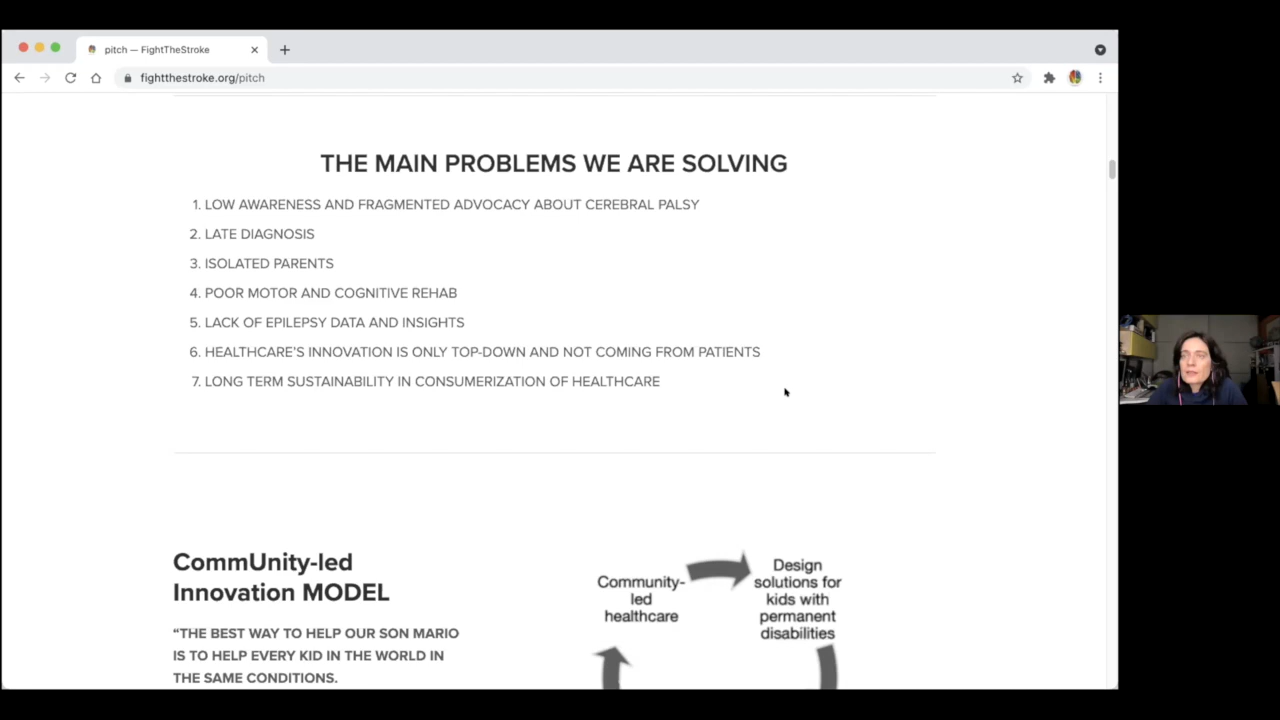 pitch — FightTheStroke
fightthestroke.org/pitch
THE MAIN PROBLEMS WE ARE SOLVING
1. LOW AWARENESS AND FRAGMENTED ADVOCACY ABOUT CEREBRAL PALSY
2. LATE DIAGNOSIS
3. ISOLATED PARENTS
4. POOR MOTOR AND COGNITIVE REHAB
5. LACK OF EPILEPSY DATA AND INSIGHTS
6. HEALTHCARE’S INNOVATION IS ONLY TOP-DOWN AND NOT COMING FROM PATIENTS
7. LONG TERM SUSTAINABILITY IN CONSUMERIZATION OF HEALTHCARE
CommUnity-led
Innovation MODEL
“THE BEST WAY TO HELP OUR SON MARIO
IS TO HELP EVERY KID IN THE WORLD IN
THE SAME CONDITIONS.
Community-
led
healthcare
Design
solutions for
kids with
permanent
disabilities